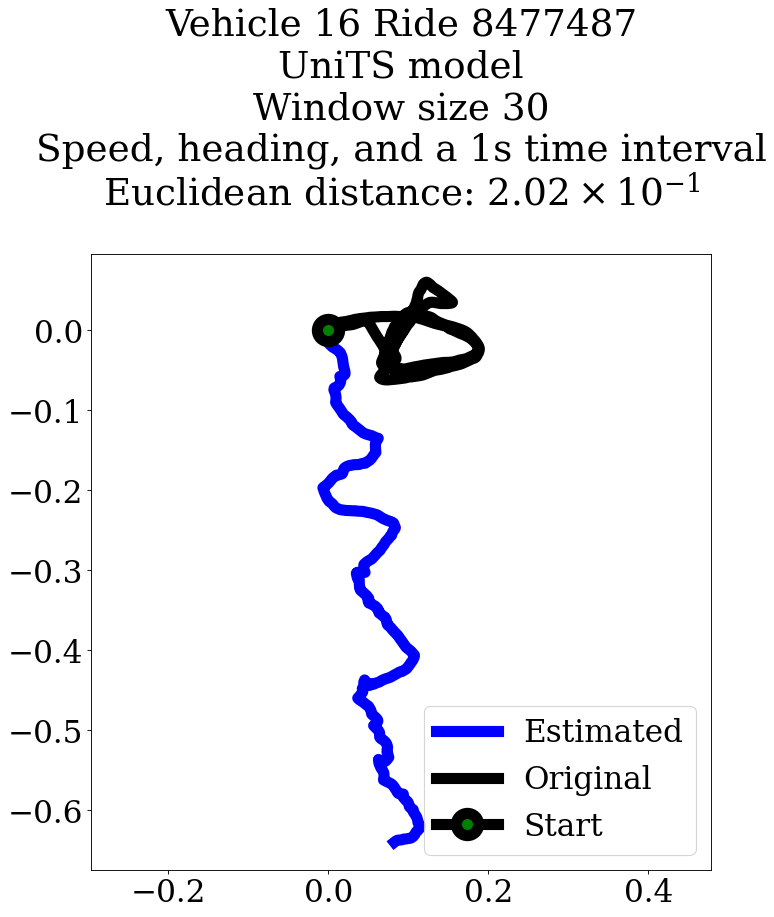 Vehicle 16 Ride 8477487
UniTS model
Window size 30
Speed, heading, and a 1s time interval
Euclidean distance: 2.02 × 10⁻¹
0.0
−0.1
−0.2
−0.3
−0.4
−0.5
−0.6
Estimated
Original
Start
−0.2 0.0 0.2 0.4